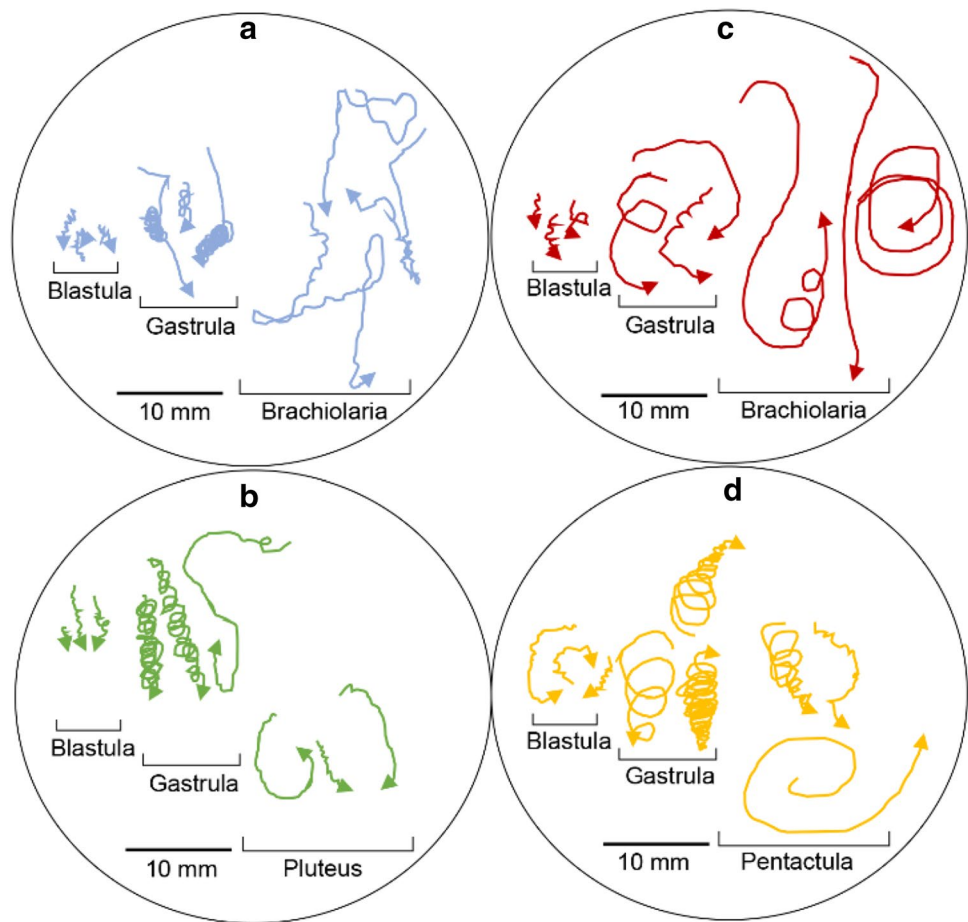 a
Blastula
Gastrula
10 mm
Brachiolaria
c
Blastula
Gastrula
10 mm
Brachiolaria
b
Blastula
Gastrula
10 mm
Pluteus
d
Blastula
Gastrula
10 mm
Pentactula